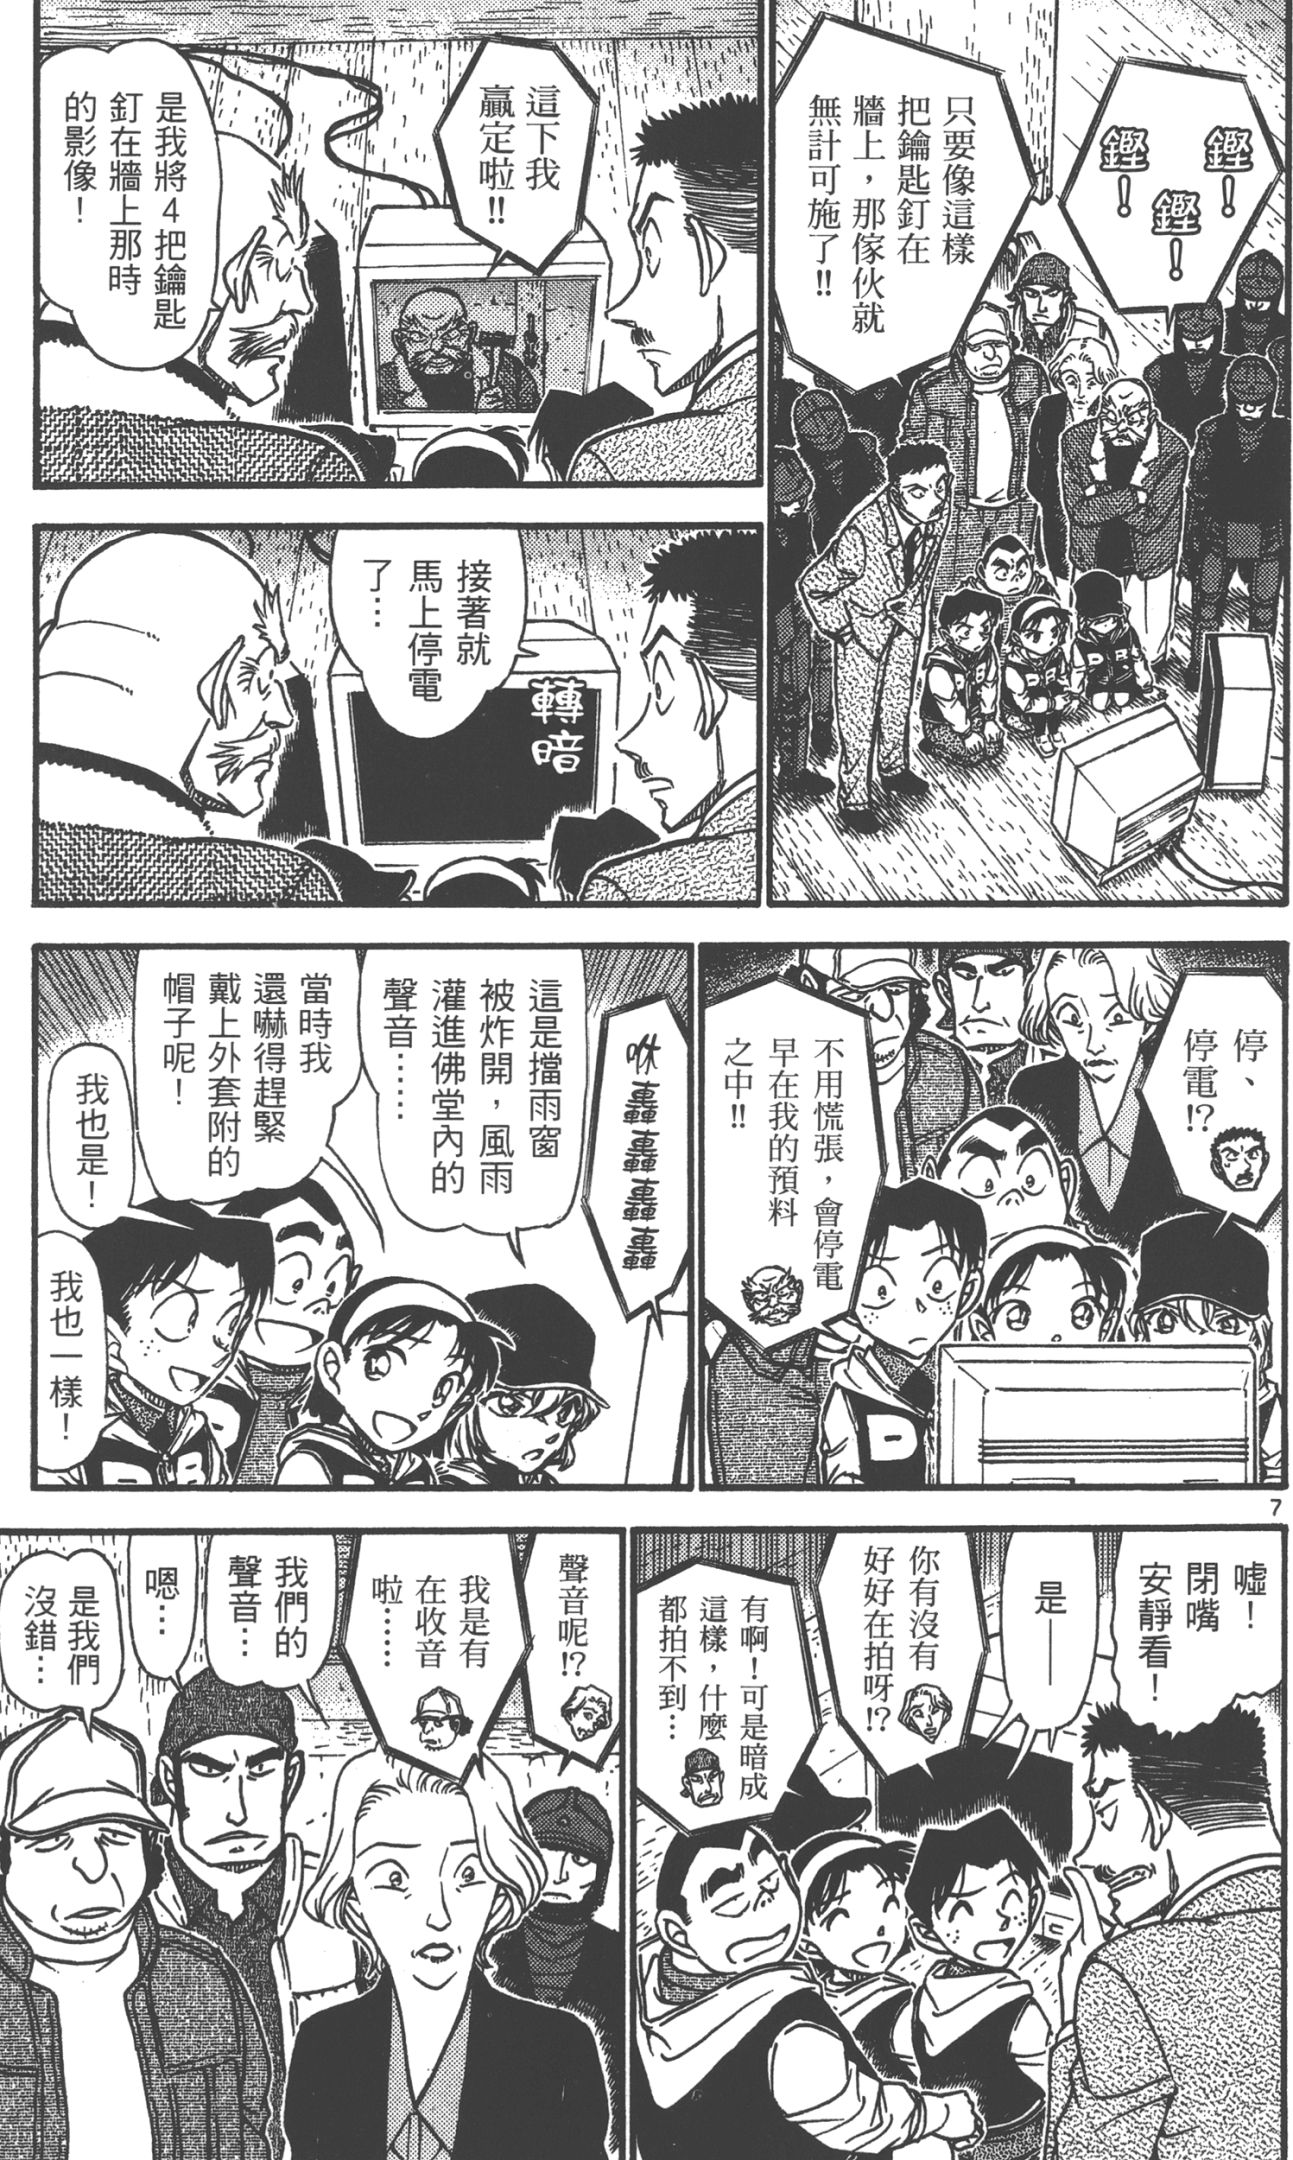 鏗！
鏗！
鏗！
只要像這樣
把鑰匙釘在
牆上，那傢伙就
無計可施了!!
這下我
贏定啦!!
是我將4把鑰匙
釘在牆上那時
的影像！
接著就
馬上停電
了…
轉暗
停、
停電!?
不用慌張，會停電
早在我的預料
之中!!
咻轟轟轟轟
這是擋雨窗
被炸開，風雨
灌進佛堂內的
聲音……
當時我
還嚇得趕緊
戴上外套附的
帽子呢！
我也是！
我也一樣！
7
噓！
閉嘴
安靜看！
是——
你有沒有
好好在拍呀!?
有啊！可是暗成
這樣，什麼
都拍不到…
聲音呢!?
我是有
在收音
啦……
我們的
聲音…
嗯…
是我們
沒錯…